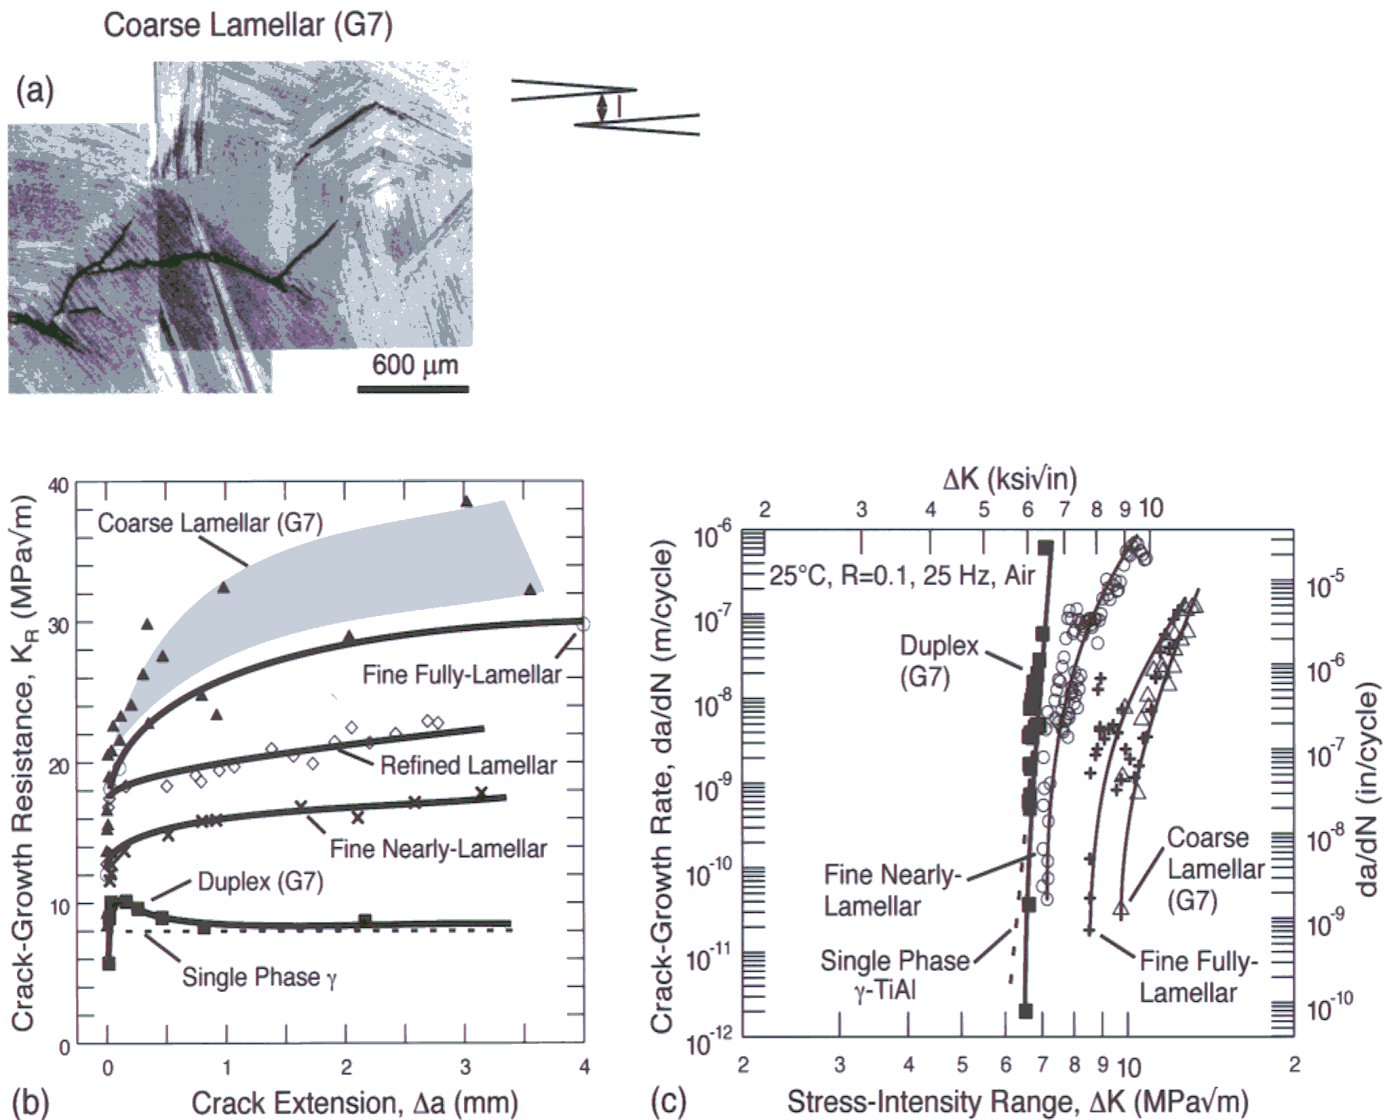 Coarse Lamellar (G7)
(a)
l
600 μm
40
30
20
10
0
Crack-Growth Resistance, K_R (MPa√m)
Coarse Lamellar (G7)
Fine Fully-Lamellar
Refined Lamellar
Fine Nearly-Lamellar
Duplex (G7)
Single Phase γ
0 1 2 3 4
(b)
Crack Extension, Δa (mm)
ΔK (ksi√in)
2 3 4 5 6 7 8 9 10
10⁻⁶
10⁻⁷
10⁻⁸
10⁻⁹
10⁻¹⁰
10⁻¹¹
10⁻¹²
Crack-Growth Rate, da/dN (m/cycle)
25°C, R=0.1, 25 Hz, Air
Duplex
(G7)
Fine Nearly-
Lamellar
Single Phase
γ-TiAl
Coarse
Lamellar
(G7)
Fine Fully-
Lamellar
10⁻⁵
10⁻⁶
10⁻⁷
10⁻⁸
10⁻⁹
10⁻¹⁰
da/dN (in/cycle)
2 3 4 5 6 7 8 9 10 2
(c)
Stress-Intensity Range, ΔK (MPa√m)